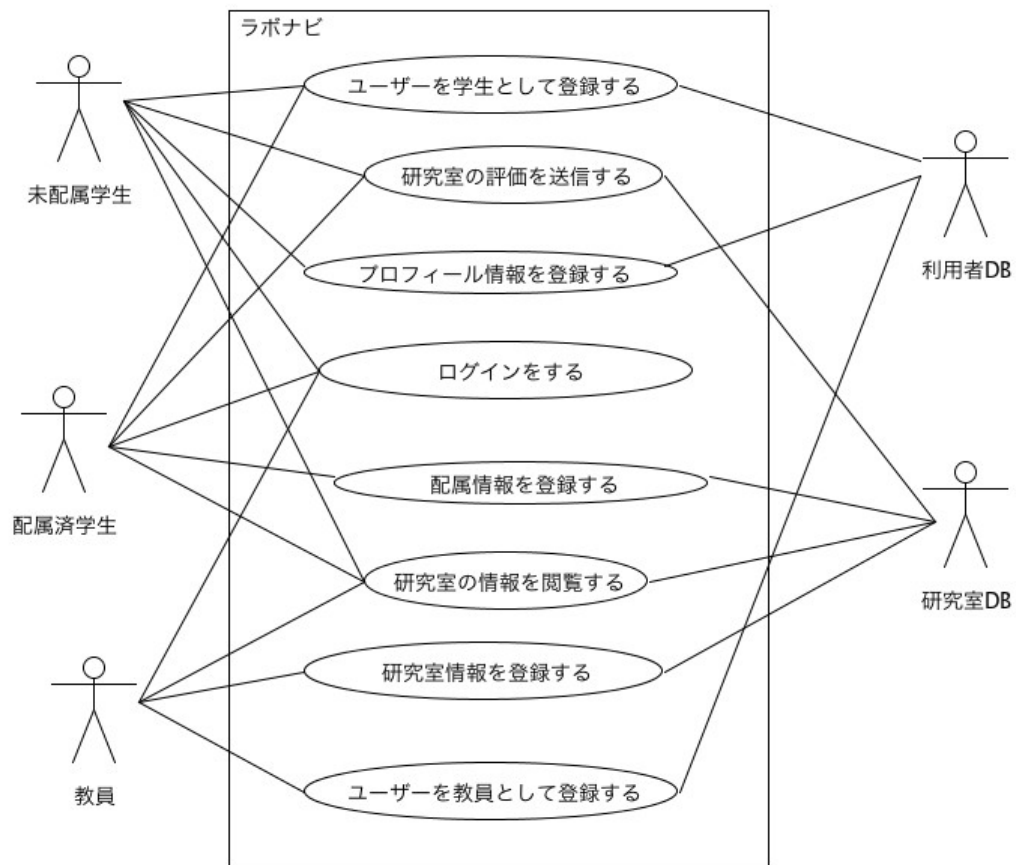 ラボナビ
ユーザーを学生として登録する
研究室の評価を送信する
未配属学生
プロフィール情報を登録する
利用者DB
ログインをする
配属情報を登録する
配属済学生
研究室の情報を閲覧する
研究室DB
研究室情報を登録する
ユーザーを教員として登録する
教員